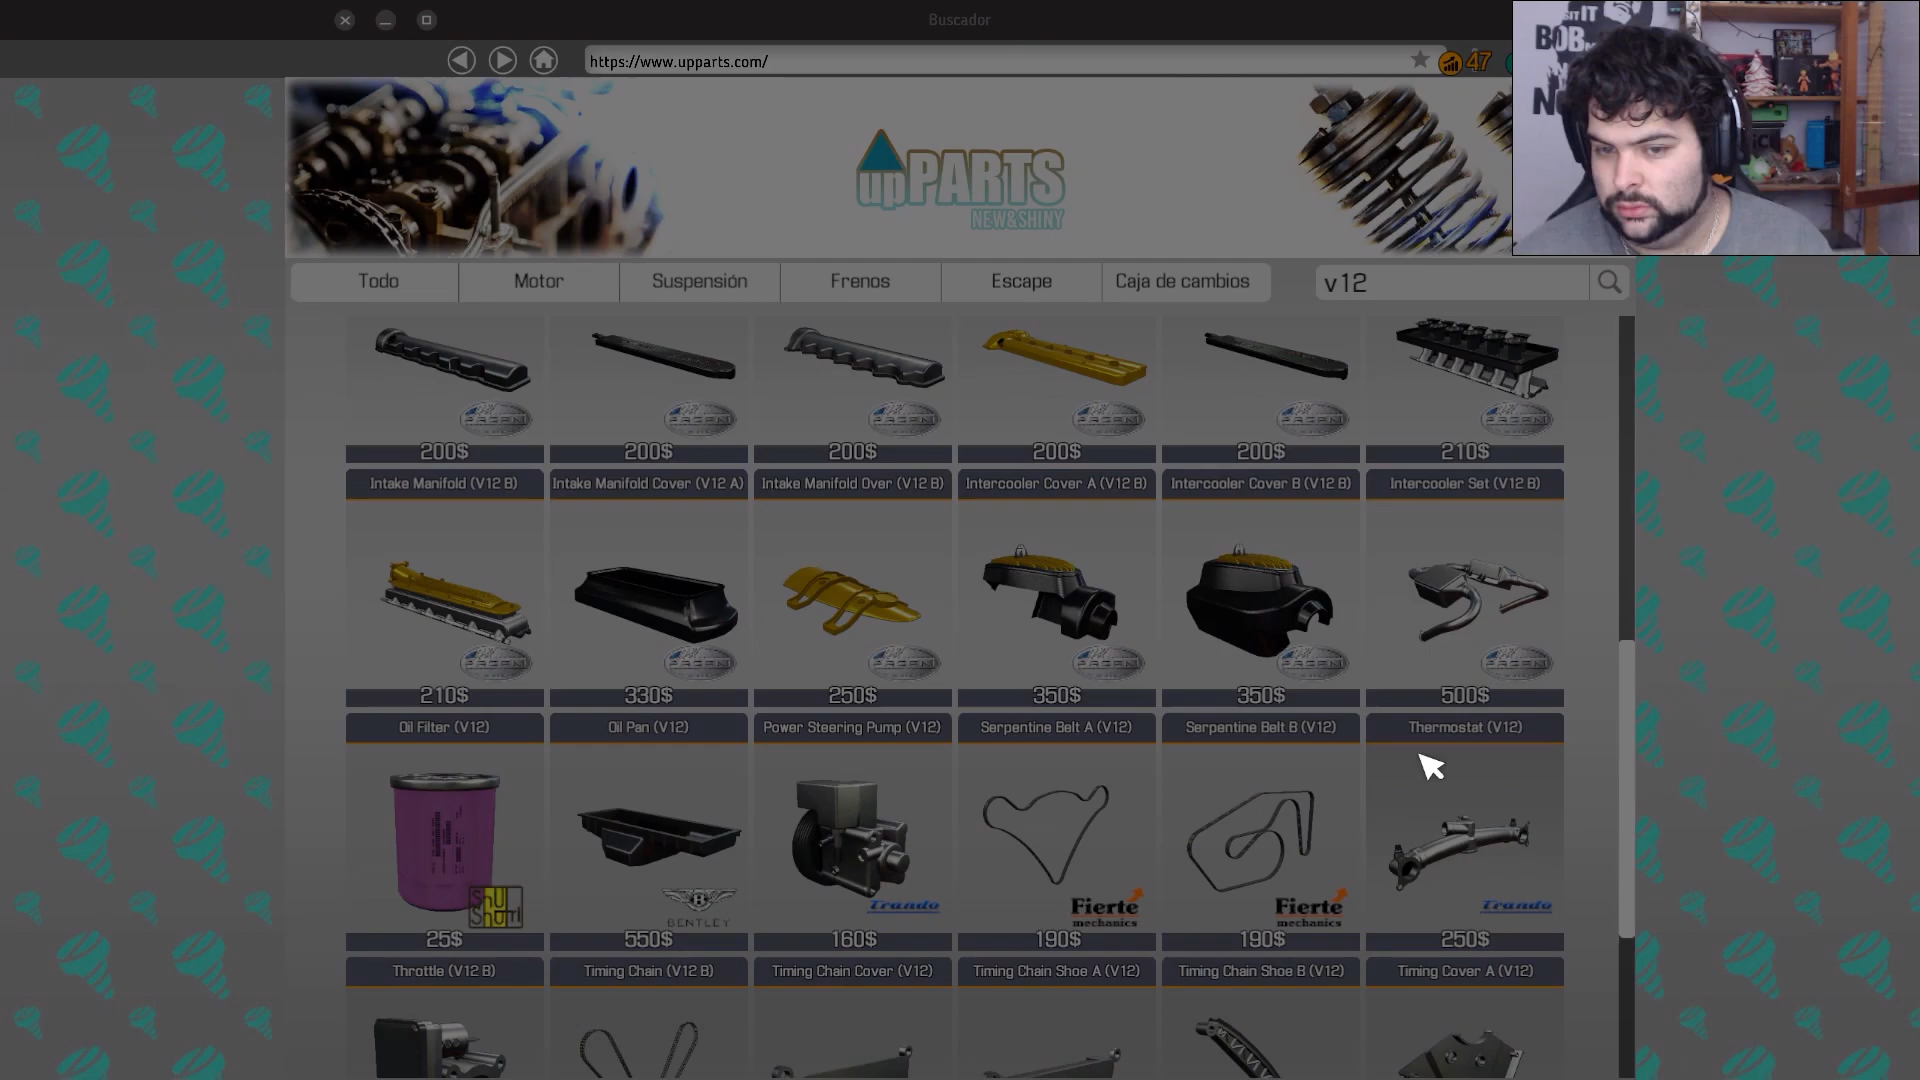 Buscador
https://www.upparts.com/
47
BOB
upPARTS
NEW&SHINY
Todo
Motor
Suspensión
Frenos
Escape
Caja de cambios
v12
200$
200$
200$
200$
200$
210$
Intake Manifold (V12 B)
Intake Manifold Cover (V12 A)
Intake Manifold Over (V12 B)
Intercooler Cover A (V12 B)
Intercooler Cover B (V12 B)
Intercooler Set (V12 B)
210$
330$
250$
350$
350$
500$
Oil Filter (V12)
Oil Pan (V12)
Power Steering Pump (V12)
Serpentine Belt A (V12)
Serpentine Belt B (V12)
Thermostat (V12)
BENTLEY
Trando
Fierte
mechanics
Fierte
mechanics
Trando
25$
550$
160$
190$
190$
250$
Throttle (V12 B)
Timing Chain (V12 B)
Timing Chain Cover (V12)
Timing Chain Shoe A (V12)
Timing Chain Shoe B (V12)
Timing Cover A (V12)